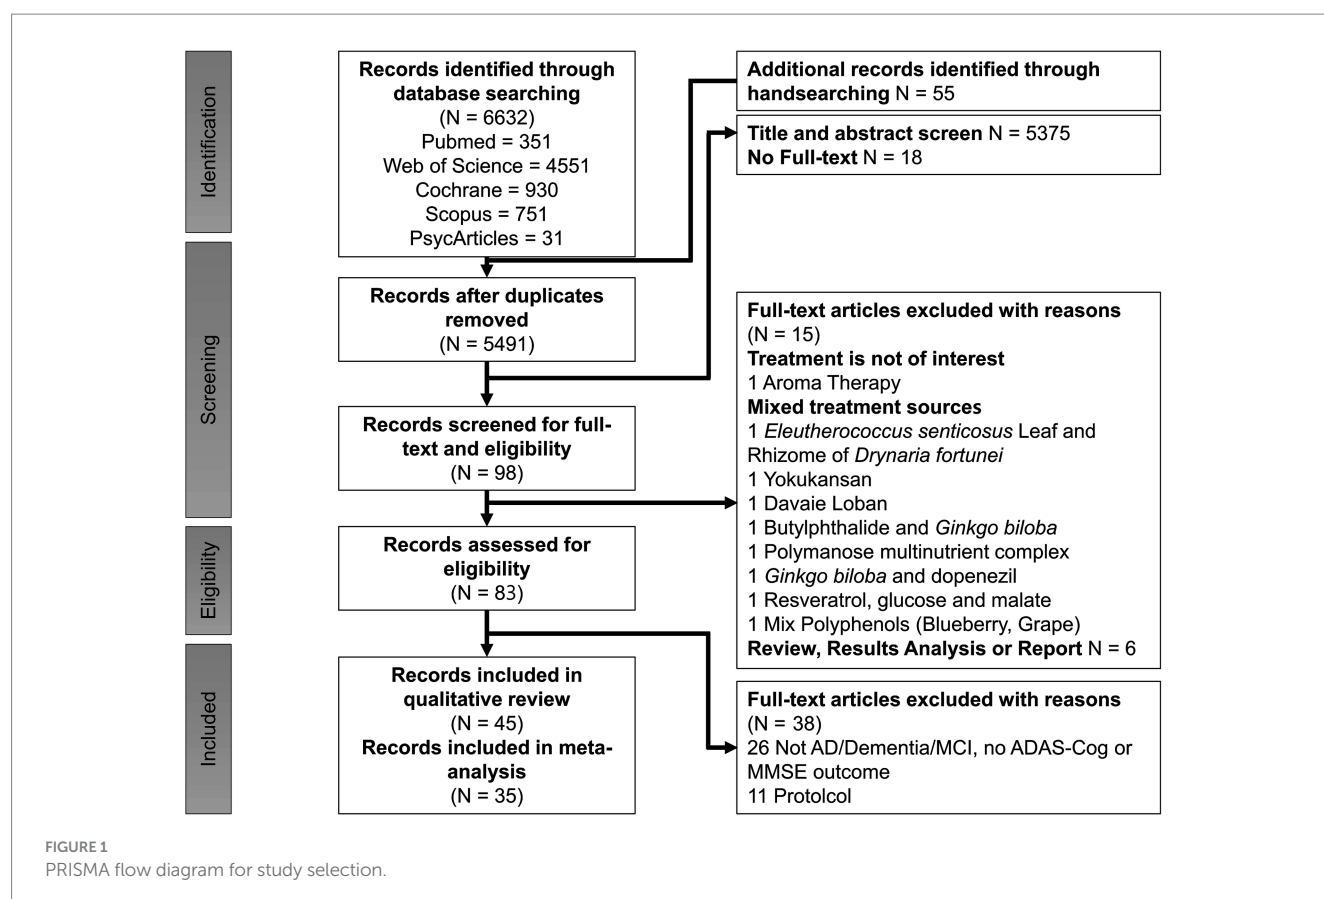 Identification
Records identified through
database searching
(N = 6632)
Pubmed = 351
Web of Science = 4551
Cochrane = 930
Scopus = 751
PsycArticles = 31
Additional records identified through
handsearching N = 55
Title and abstract screen N = 5375
No Full-text N = 18
Screening
Records after duplicates
removed
(N = 5491)
Records screened for full-
text and eligibility
(N = 98)
Full-text articles excluded with reasons
(N = 15)
Treatment is not of interest
1 Aroma Therapy
Mixed treatment sources
1 Eleutherococcus senticosus Leaf and
Rhizome of Drynaria fortunei
1 Yokukansan
1 Davaie Loban
1 Butylphthalide and Ginkgo biloba
1 Polymanose multinutrient complex
1 Ginkgo biloba and dopenezil
1 Resveratrol, glucose and malate
1 Mix Polyphenols (Blueberry, Grape)
Review, Results Analysis or Report N = 6
Eligibility
Records assessed for
eligibility
(N = 83)
Included
Records included in
qualitative review
(N = 45)
Records included in meta-
analysis
(N = 35)
Full-text articles excluded with reasons
(N = 38)
26 Not AD/Dementia/MCI, no ADAS-Cog or
MMSE outcome
11 Protolcol
FIGURE 1
PRISMA flow diagram for study selection.